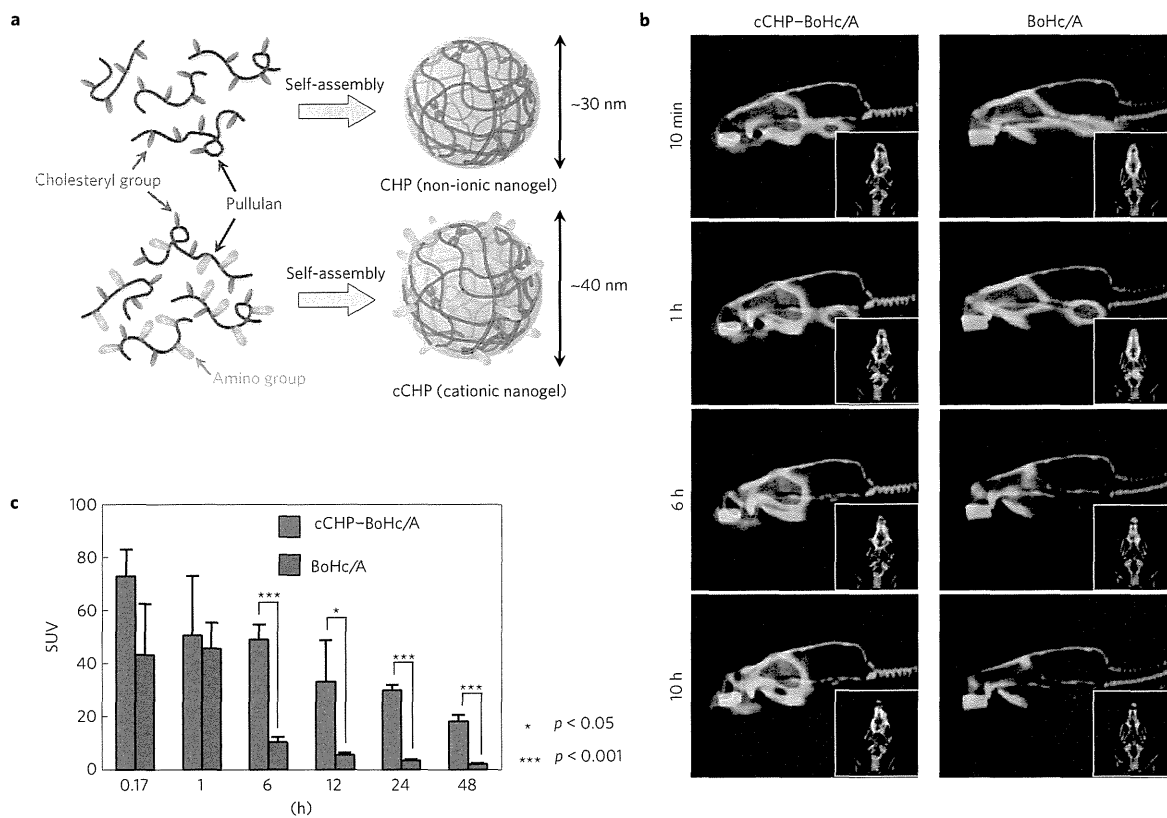 a
Self-assembly
~30 nm
CHP (non-ionic nanogel)
Cholesteryl group
Pullulan
Self-assembly
~40 nm
Amino group
cCHP (cationic nanogel)
b
cCHP–BoHc/A
BoHc/A
10 min
1 h
6 h
10 h
c
100
80
60
40
20
0
SUV
cCHP–BoHc/A
BoHc/A
***
*
***
***
* p < 0.05
*** p < 0.001
0.17 1 6 12 24 48
(h)